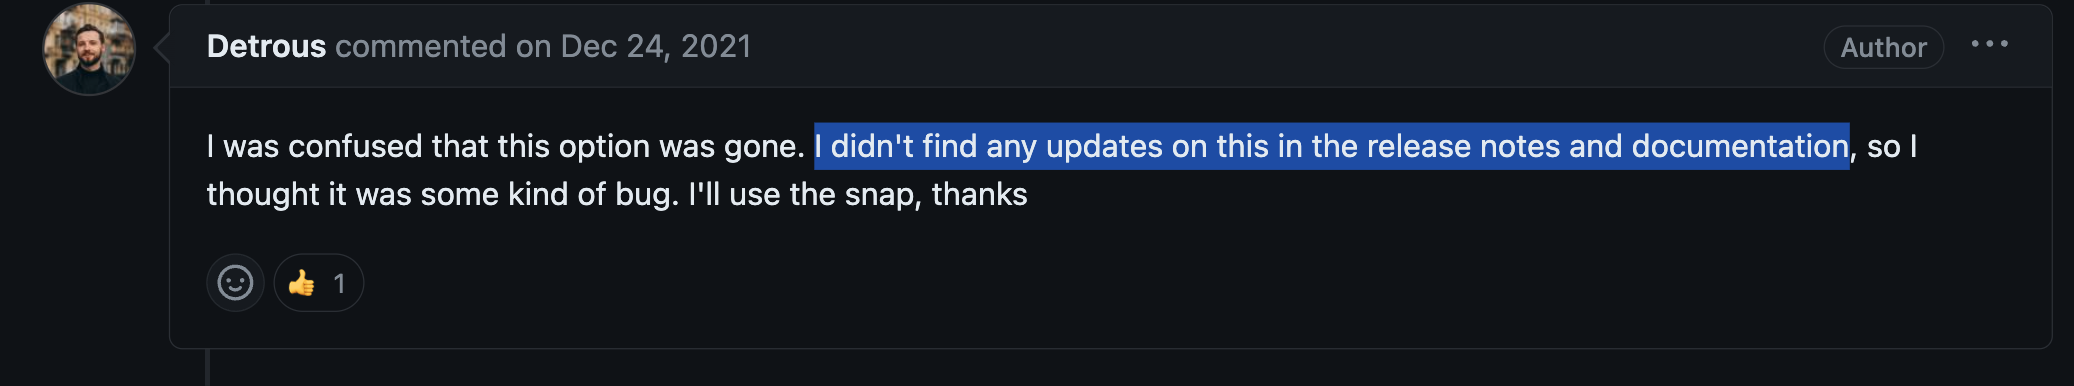 Detrous commented on Dec 24, 2021
Author
I was confused that this option was gone. I didn't find any updates on this in the release notes and documentation, so I
thought it was some kind of bug. I'll use the snap, thanks
👍 1